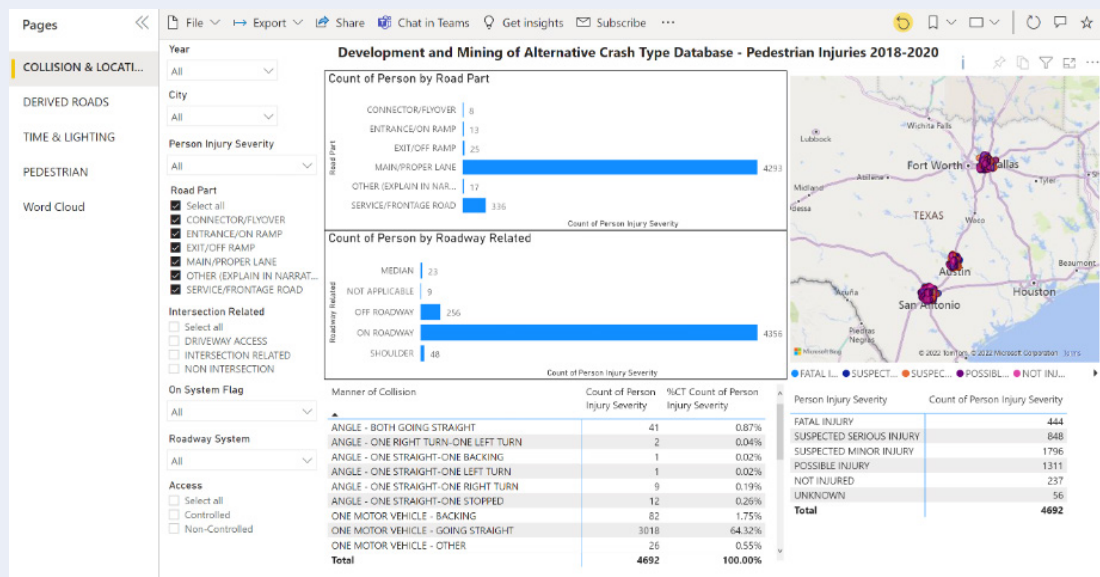 Pages
COLLISION & LOCATI...
DERIVED ROADS
TIME & LIGHTING
PEDESTRIAN
Word Cloud
File Export Share Chat in Teams Get insights Subscribe ...
Development and Mining of Alternative Crash Type Database - Pedestrian Injuries 2018-2020
Year
All
City
All
Person Injury Severity
All
Road Part
Select all
CONNECTOR/FLYOVER
ENTRANCE/ON RAMP
EXIT/OFF RAMP
MAIN/PROPER LANE
OTHER (EXPLAIN IN NARRAT...
SERVICE/FRONTAGE ROAD
Intersection Related
Select all
DRIVEWAY ACCESS
INTERSECTION RELATED
NON INTERSECTION
On System Flag
All
Roadway System
All
Access
Select all
Controlled
Non-Controlled
Count of Person by Road Part
Road Part
CONNECTOR/FLYOVER 8
ENTRANCE/ON RAMP 13
EXIT/OFF RAMP 25
MAIN/PROPER LANE 4293
OTHER (EXPLAIN IN NAR... 17
SERVICE/FRONTAGE ROAD 336
Count of Person Injury Severity
Count of Person by Roadway Related
Roadway Related
MEDIAN 23
NOT APPLICABLE 9
OFF ROADWAY 256
ON ROADWAY 4356
SHOULDER 48
Count of Person Injury Severity
Manner of Collision Count of Person Injury Severity %CT Count of Person Injury Severity
ANGLE - BOTH GOING STRAIGHT 41 0.87%
ANGLE - ONE RIGHT TURN-ONE LEFT TURN 2 0.04%
ANGLE - ONE STRAIGHT-ONE BACKING 1 0.02%
ANGLE - ONE STRAIGHT-ONE LEFT TURN 1 0.02%
ANGLE - ONE STRAIGHT-ONE RIGHT TURN 9 0.19%
ANGLE - ONE STRAIGHT-ONE STOPPED 12 0.26%
ONE MOTOR VEHICLE - BACKING 82 1.75%
ONE MOTOR VEHICLE - GOING STRAIGHT 3018 64.32%
ONE MOTOR VEHICLE - OTHER 26 0.55%
Total 4692 100.00%
Wichita Falls
Lubbock
Fort Worth
allas
Abilene
Tyler
Midland
dessa
TEXAS
Waco
Austin
Beaumont
Houston
San Antonio
Acuña
Piedras
Negras
Microsoft Bing
© 2022 TomTom, © 2022 Microsoft Corporation Terms
FATAL I... SUSPECT... SUSPEC... POSSIBL... NOT INJ...
Person Injury Severity Count of Person Injury Severity
FATAL INJURY 444
SUSPECTED SERIOUS INJURY 848
SUSPECTED MINOR INJURY 1796
POSSIBLE INJURY 1311
NOT INJURED 237
UNKNOWN 56
Total 4692